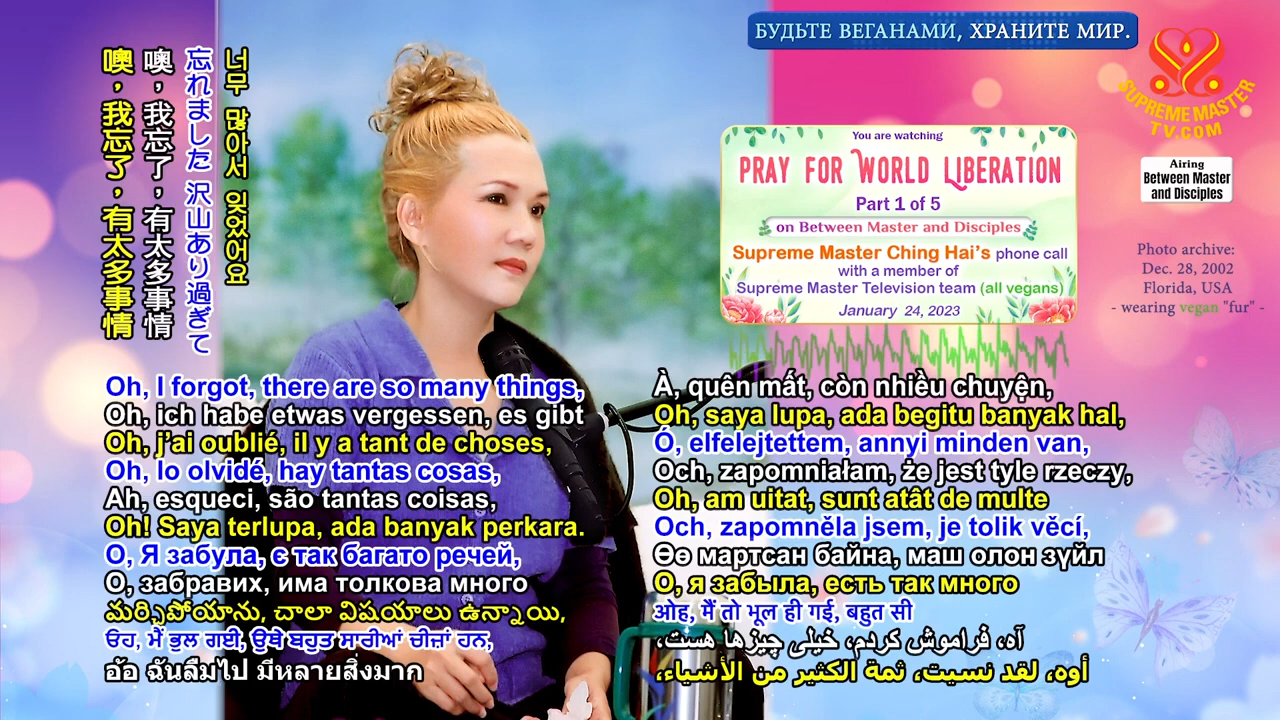 БУДЬТЕ ВЕГАНАМИ, ХРАНИТЕ МИР.
SUPREME MASTER
TV.COM
Airing
Between Master
and Disciples
You are watching
PRAY FOR WORLD LIBERATION
Part 1 of 5
on Between Master and Disciples
Supreme Master Ching Hai's phone call
with a member of
Supreme Master Television team (all vegans)
January 24, 2023
Photo archive:
Dec. 28, 2002
Florida, USA
- wearing vegan "fur" -
噢，我忘了，有太多事情
噢，我忘了，有太多事情
忘れました 沢山あり過ぎて
너무 많아서 잊었어요
Oh, I forgot, there are so many things,
Oh, ich habe etwas vergessen, es gibt
Oh, j'ai oublié, il y a tant de choses,
Oh, lo olvidé, hay tantas cosas,
Ah, esqueci, são tantas coisas,
Oh! Saya terlupa, ada banyak perkara.
О, Я забула, є так багато речей,
О, забравих, има толкова много
మర్చిపోయాను, చాలా విషయాలు ఉన్నాయి,
ਓਹ, ਮੈਂ ਭੁਲ ਗਈ, ਉਥੇ ਬਹੁਤ ਸਾਰੀਆਂ ਚੀਜ਼ਾਂ ਹਨ,
อ้อ ฉันลืมไป มีหลายสิ่งมาก
À, quên mất, còn nhiều chuyện,
Oh, saya lupa, ada begitu banyak hal,
Ó, elfelejtettem, annyi minden van,
Och, zapomniałam, że jest tyle rzeczy,
Oh, am uitat, sunt atât de multe
Och, zapomněla jsem, je tolik věcí,
Өө мартсан байна, маш олон зүйл
О, я забыла, есть так много
ओह, मैं तो भूल ही गई, बहुत सी
آه، فراموش کردم، خیلی چیزها هست،
أوه، لقد نسيت، ثمة الكثير من الأشياء،